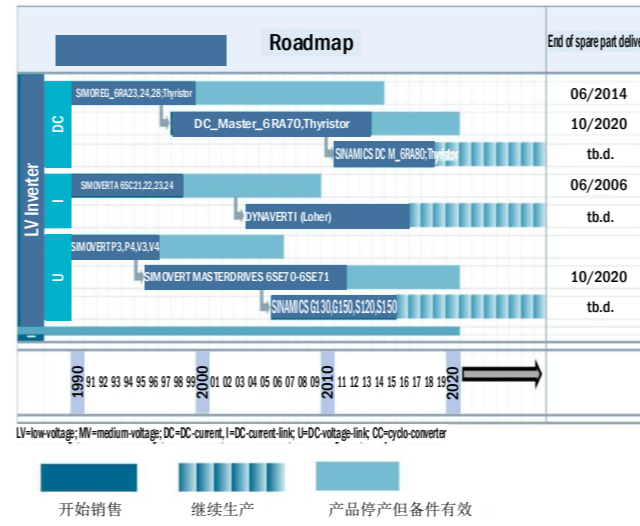 Roadmap
End of spare part delive
LV Inverter
DC
SIMOREG_6RA23,24,28;Thyristor
06/2014
DC_Master_6RA70,Thyristor
10/2020
SINAMICS DC M_6RA80;Thyristor
tb.d.
I
SIMOVERTA 6SC21,22,23,24
06/2006
DYNAVERT I (Loher)
tb.d.
U
SIMOVERT P3, P4,V3,V4
SIMOVERT MASTERDRIVES 6SE70-6SE71
10/2020
SINAMICS G130,G150,S120,S150
tb.d.
1990 91 92 93 94 95 96 97 98 99 2000 01 02 03 04 05 06 07 08 09 2010 11 12 13 14 15 16 17 18 19 2020
LV=low-voltage; MV=medium-voltage; DC=DC-current, I=DC-current-link; U=DC-voltage-link; CC=cyclo-converter
开始销售 继续生产 产品停产但备件有效